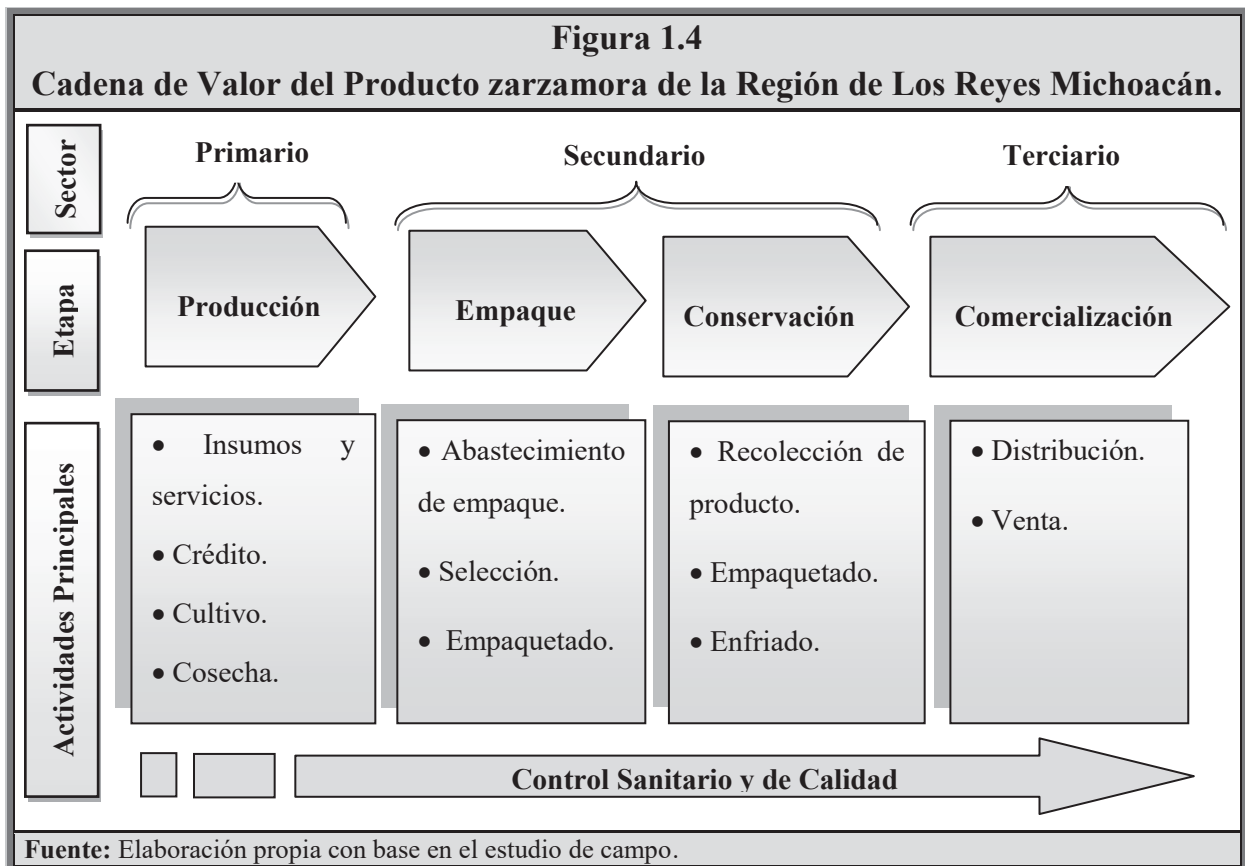 Figura 1.4
Cadena de Valor del Producto zarzamora de la Región de Los Reyes Michoacán.
Sector
Primario
Secundario
Terciario
Etapa
Producción
Empaque
Conservación
Comercialización
Actividades Principales
• Insumos y
servicios.
• Crédito.
• Cultivo.
• Cosecha.
• Abastecimiento
de empaque.
• Selección.
• Empaquetado.
• Recolección de
producto.
• Empaquetado.
• Enfriado.
• Distribución.
• Venta.
Control Sanitario y de Calidad
Fuente: Elaboración propia con base en el estudio de campo.